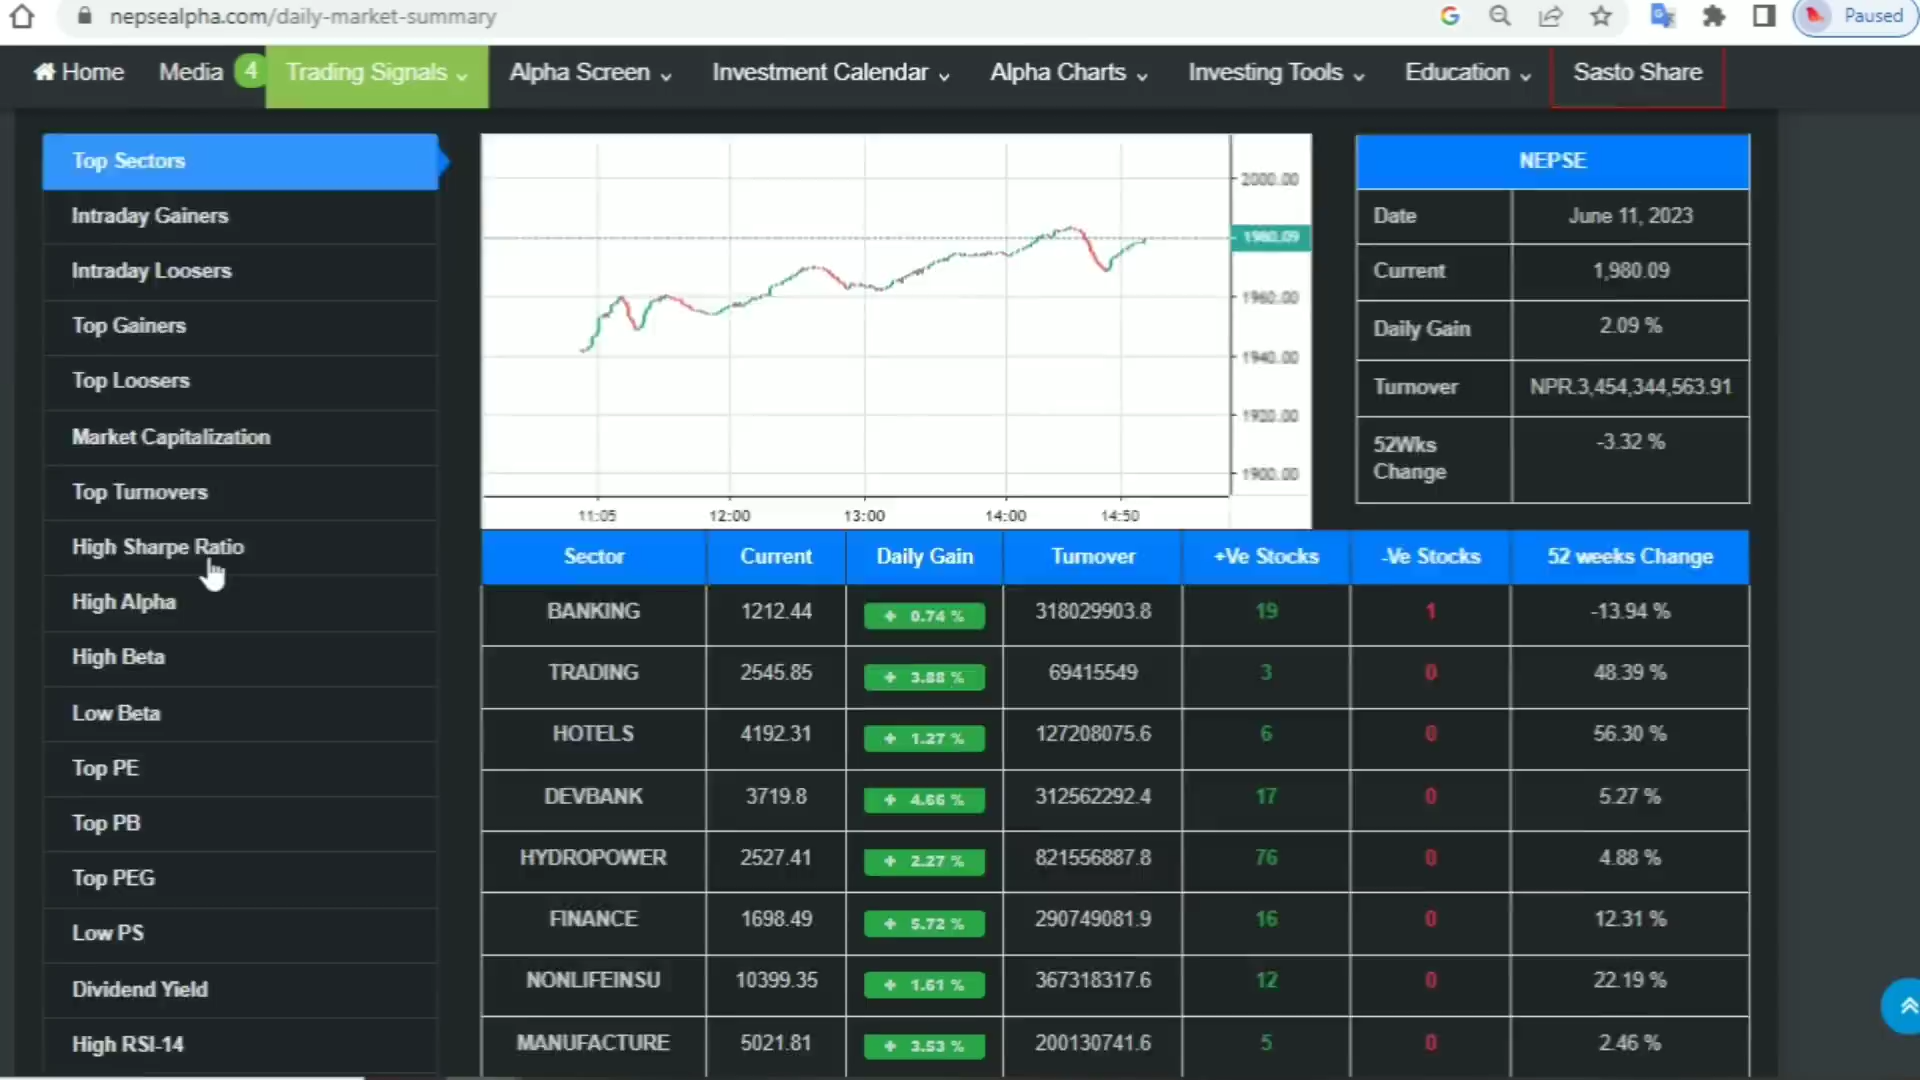 nepsealpha.com/daily-market-summary
Paused
Home Media 4 Trading Signals Alpha Screen Investment Calendar Alpha Charts Investing Tools Education Sasto Share
Top Sectors
Intraday Gainers
Intraday Loosers
Top Gainers
Top Loosers
Market Capitalization
Top Turnovers
High Sharpe Ratio
High Alpha
High Beta
Low Beta
Top PE
Top PB
Top PEG
Low PS
Dividend Yield
High RSI-14
2000.00
1980.09
1960.00
1940.00
1920.00
1900.00
11:05 12:00 13:00 14:00 14:50
NEPSE
Date June 11, 2023
Current 1,980.09
Daily Gain 2.09 %
Turnover NPR.3,454,344,563.91
52Wks Change -3.32 %
Sector Current Daily Gain Turnover +Ve Stocks -Ve Stocks 52 weeks Change
BANKING 1212.44 + 0.74 % 318029903.8 19 1 -13.94 %
TRADING 2545.85 + 3.88 % 69415549 3 0 48.39 %
HOTELS 4192.31 + 1.27 % 127208075.6 6 0 56.30 %
DEVBANK 3719.8 + 4.66 % 312562292.4 17 0 5.27 %
HYDROPOWER 2527.41 + 2.27 % 821556887.8 76 0 4.88 %
FINANCE 1698.49 + 5.72 % 290749081.9 16 0 12.31 %
NONLIFEINSU 10399.35 + 1.61 % 367318317.6 12 0 22.19 %
MANUFACTURE 5021.81 + 3.53 % 200130741.6 5 0 2.46 %